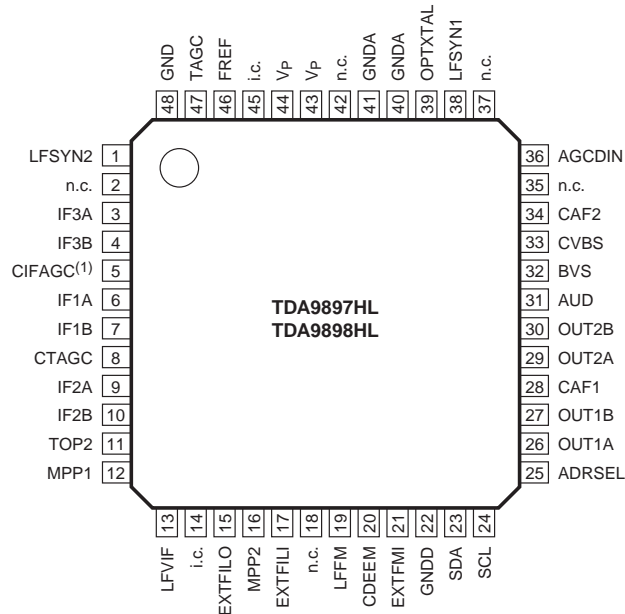 48 GND
47 TAGC
46 FREF
45 i.c.
44 VP
43 VP
42 n.c.
41 GNDA
40 GNDA
39 OPTXTAL
38 LFSYN1
37 n.c.
LFSYN2 1
n.c. 2
IF3A 3
IF3B 4
CIFAGC(1) 5
IF1A 6
IF1B 7
CTAGC 8
IF2A 9
IF2B 10
TOP2 11
MPP1 12
TDA9897HL
TDA9898HL
36 AGCDIN
35 n.c.
34 CAF2
33 CVBS
32 BVS
31 AUD
30 OUT2B
29 OUT2A
28 CAF1
27 OUT1B
26 OUT1A
25 ADRSEL
LFVIF 13
i.c. 14
EXTFILO 15
MPP2 16
EXTFILI 17
n.c. 18
LFFM 19
CDEEM 20
EXTFMI 21
GNDD 22
SDA 23
SCL 24